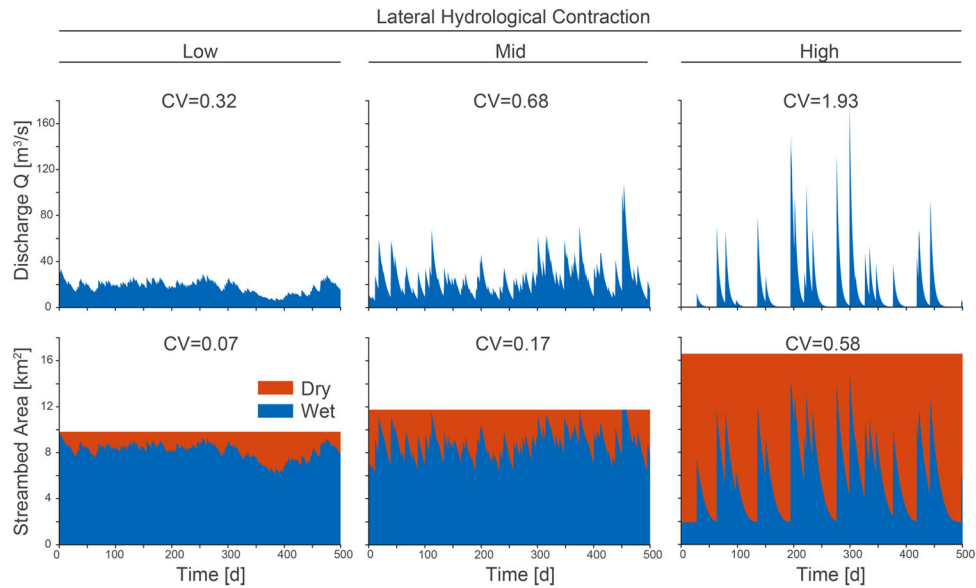 Lateral Hydrological Contraction
Low Mid High
CV=0.32 CV=0.68 CV=1.93
Discharge Q [m³/s]
160
120
80
40
0
CV=0.07 CV=0.17 CV=0.58
Streambed Area [km²]
16
12
8
4
0
Dry
Wet
0 100 200 300 400 500 0 100 200 300 400 500 0 100 200 300 400 500
Time [d] Time [d] Time [d]